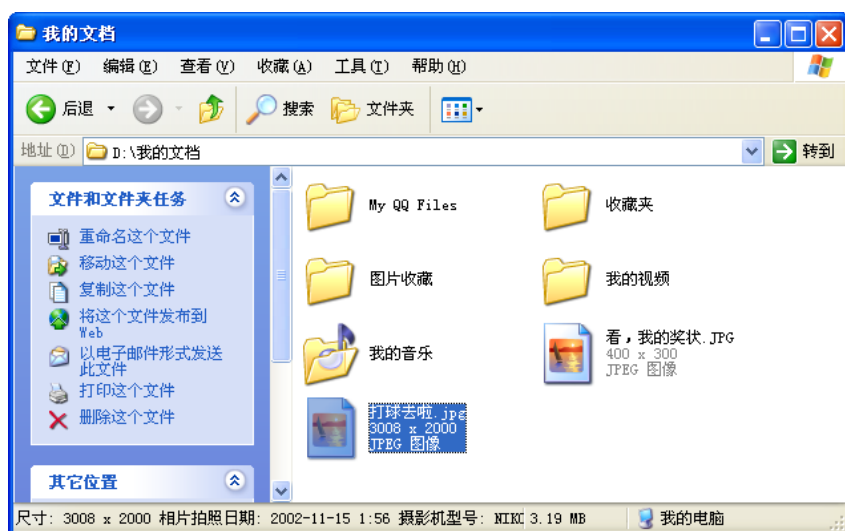 我的文档
文件(F) 编辑(E) 查看(V) 收藏(A) 工具(T) 帮助(H)
后退 搜索 文件夹
地址(D) D:\我的文档 转到
文件和文件夹任务
重命名这个文件
移动这个文件
复制这个文件
将这个文件发布到
Web
以电子邮件形式发送
此文件
打印这个文件
删除这个文件
其它位置
My QQ Files
收藏夹
图片收藏
我的视频
我的音乐
看，我的奖状.JPG
400 x 300
JPEG 图像
打球去啦.jpg
3008 x 2000
JPEG 图像
尺寸: 3008 x 2000 相片拍照日期: 2002-11-15 1:56 摄影机型号: 3.19 MB 我的电脑